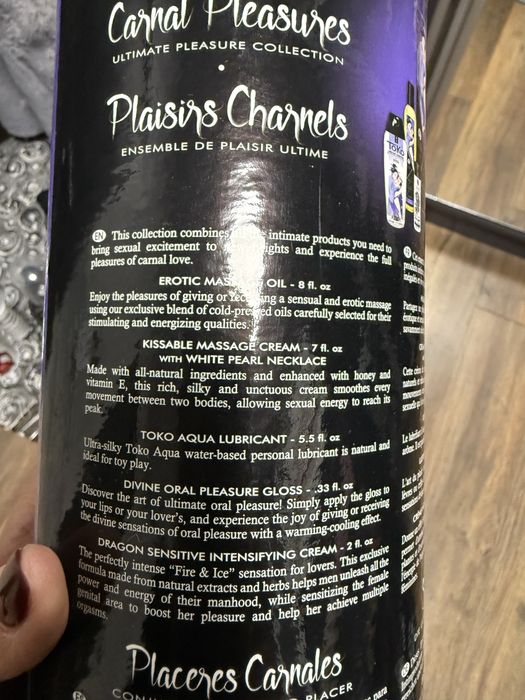 Carnal Pleasures
ULTIMATE PLEASURE COLLECTION
Plaisirs Charnels
ENSEMBLE DE PLAISIR ULTIME
TOKO
EN This collection combines intimate products you need to
bring sexual excitement to nights and experience the full
pleasures of carnal love.
EROTIC MASSAGE OIL - 8 fl. oz
Enjoy the pleasures of giving or receiving a sensual and erotic massage
using our exclusive blend of cold-pressed oils carefully selected for their
stimulating and energizing qualities.
KISSABLE MASSAGE CREAM - 7 fl. oz
WITH WHITE PEARL NECKLACE
Made with all-natural ingredients and enhanced with honey and
vitamin E, this rich, silky and unctuous cream smoothes every
movement between two bodies, allowing sexual energy to reach its
peak.
TOKO AQUA LUBRICANT - 5.5 fl. oz
Ultra-silky Toko Aqua water-based personal lubricant is natural and
ideal for toy play.
DIVINE ORAL PLEASURE GLOSS - .33 fl. oz
Discover the art of ultimate oral pleasure! Simply apply the gloss to
your lips or your lover's, and experience the joy of giving or receiving
the divine sensations of oral pleasure with a warming-cooling effect.
DRAGON SENSITIVE INTENSIFYING CREAM - 2 fl. oz
The perfectly intense "Fire & Ice" sensation for lovers. This exclusive
formula made from natural extracts and herbs helps men unleash all the
power and energy of their manhood, while sensitizing the female
genital area to boost her pleasure and help her achieve multiple
orgasms.
Placeres Carnales
PLACER